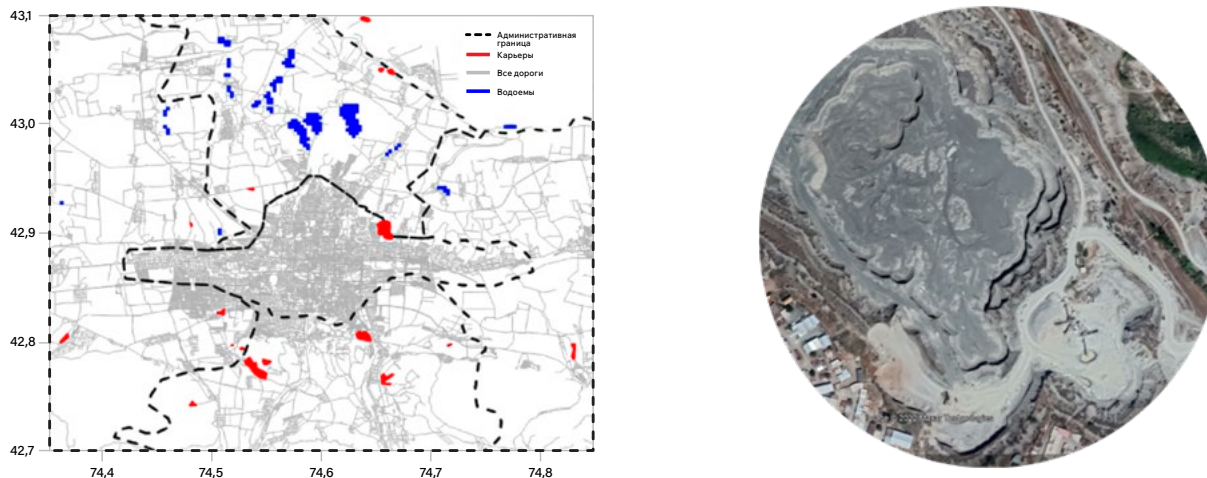 43,1
43,0
42,9
42,8
42,7
74,4
74,5
74,6
74,7
74,8
Административная
граница
Карьеры
Все дороги
Водоемы